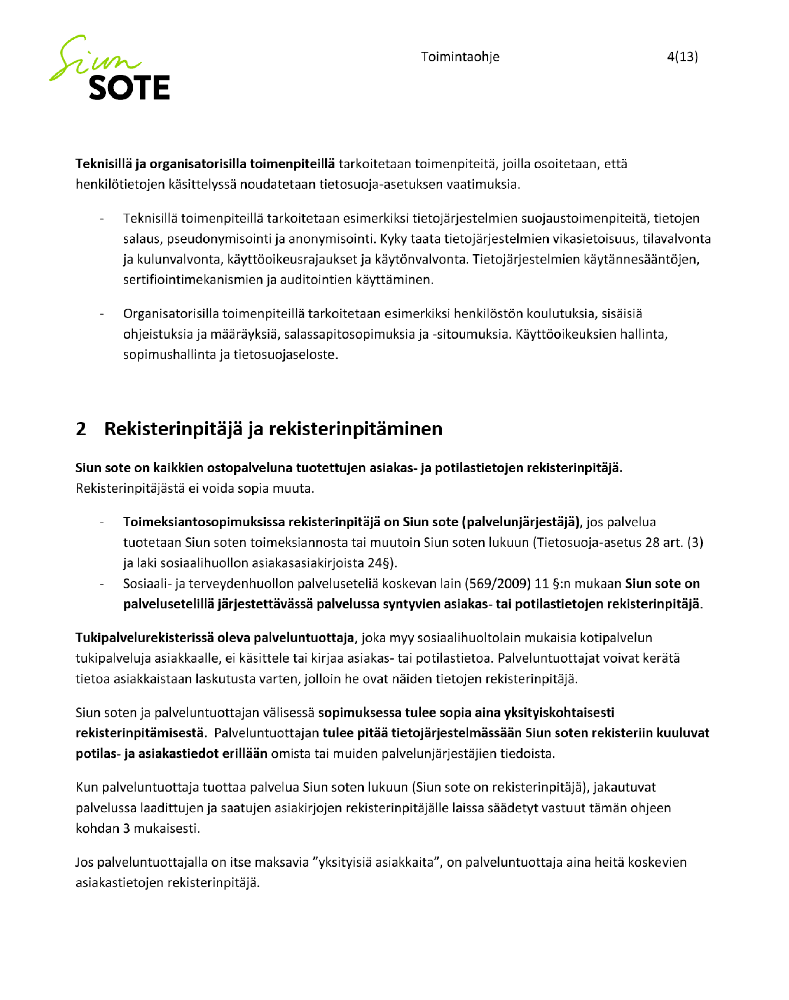 Siun
SOTE
Toimintaohje
4(13)
Teknisillä ja organisatorisilla toimenpiteillä tarkoitetaan toimenpiteitä, joilla osoitetaan, että
henkilötietojen käsittelyssä noudatetaan tietosuoja-asetuksen vaatimuksia.
- Teknisillä toimenpiteillä tarkoitetaan esimerkiksi tietojärjestelmien suojaustoimenpiteitä, tietojen
salaus, pseudonymisointi ja anonymisointi. Kyky taata tietojärjestelmien vikasietoisuus, tilavalvonta
ja kulunvalvonta, käyttöoikeusrajaukset ja käytönvalvonta. Tietojärjestelmien käytännesääntöjen,
sertifiointimekanismien ja auditointien käyttäminen.
- Organisatorisilla toimenpiteillä tarkoitetaan esimerkiksi henkilöstön koulutuksia, sisäisiä
ohjeistuksia ja määräyksiä, salassapitosopimuksia ja -sitoumuksia. Käyttöoikeuksien hallinta,
sopimushallinta ja tietosuojaseloste.
2 Rekisterinpitäjä ja rekisterinpitäminen
Siun sote on kaikkien ostopalveluna tuotettujen asiakas- ja potilastietojen rekisterinpitäjä.
Rekisterinpitäjästä ei voida sopia muuta.
- Toimeksiantosopimuksissa rekisterinpitäjä on Siun sote (palvelunjärjestäjä), jos palvelua
tuotetaan Siun soten toimeksiannosta tai muutoin Siun soten lukuun (Tietosuoja-asetus 28 art. (3)
ja laki sosiaalihuollon asiakasasiakirjoista 24§).
- Sosiaali- ja terveydenhuollon palveluseteliä koskevan lain (569/2009) 11 §:n mukaan Siun sote on
palvelusetelillä järjestettävässä palvelussa syntyvien asiakas- tai potilastietojen rekisterinpitäjä.
Tukipalvelurekisterissä oleva palveluntuottaja, joka myy sosiaalihuoltolain mukaisia kotipalvelun
tukipalveluja asiakkaalle, ei käsittele tai kirjaa asiakas- tai potilastietoa. Palveluntuottajat voivat kerätä
tietoa asiakkaistaan laskutusta varten, jolloin he ovat näiden tietojen rekisterinpitäjä.
Siun soten ja palveluntuottajan välisessä sopimuksessa tulee sopia aina yksityiskohtaisesti
rekisterinpitämisestä. Palveluntuottajan tulee pitää tietojärjestelmässään Siun soten rekisteriin kuuluvat
potilas- ja asiakastiedot erillään omista tai muiden palvelunjärjestäjien tiedoista.
Kun palveluntuottaja tuottaa palvelua Siun soten lukuun (Siun sote on rekisterinpitäjä), jakautuvat
palvelussa laadittujen ja saatujen asiakirjojen rekisterinpitäjälle laissa säädetyt vastuut tämän ohjeen
kohdan 3 mukaisesti.
Jos palveluntuottajalla on itse maksavia ”yksityisiä asiakkaita”, on palveluntuottaja aina heitä koskevien
asiakastietojen rekisterinpitäjä.